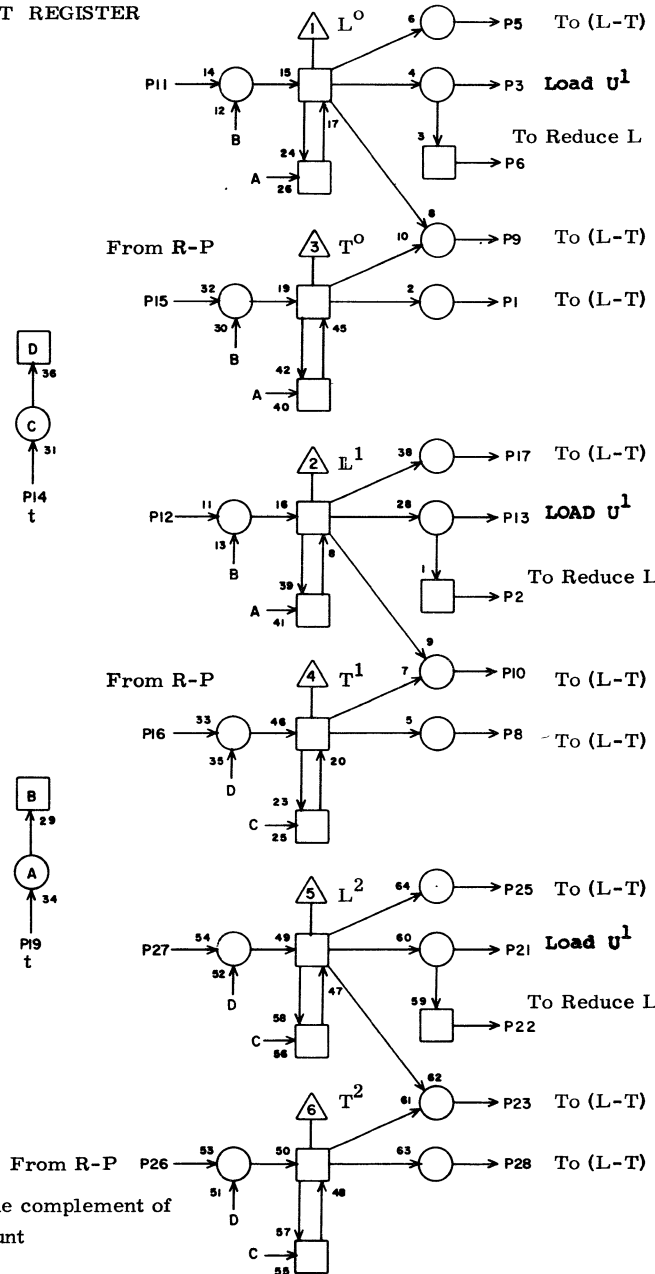 T REGISTER
1 L⁰ 6 P5 To (L-T)
P11 14 15 4 P3 Load U¹
12 17
B 3 To Reduce L
24 P6
A 26
8
From R-P 3 T⁰ 10 P9 To (L-T)
P15 32 19 2 P1 To (L-T)
30 45
B
D 36
42
A 40
C
31
P14
t
2 L¹ 38 P17 To (L-T)
P12 11 16 28 P13 LOAD U¹
13 8
B 1 To Reduce L
39 P2
A 41
9
From R-P 4 T¹ 7 P10 To (L-T)
P16 33 46 5 P8 To (L-T)
35 20
D
B 29
23
C 25
A
34
P19
t
5 L² 64 P25 To (L-T)
P27 54 49 60 P21 Load U¹
52 47
D 59 To Reduce L
58 P22
C 56
62
6 T² 61 P23 To (L-T)
From R-P P26 53 50 63 P28 To (L-T)
51 48
D
e complement of
unt
57
C 55